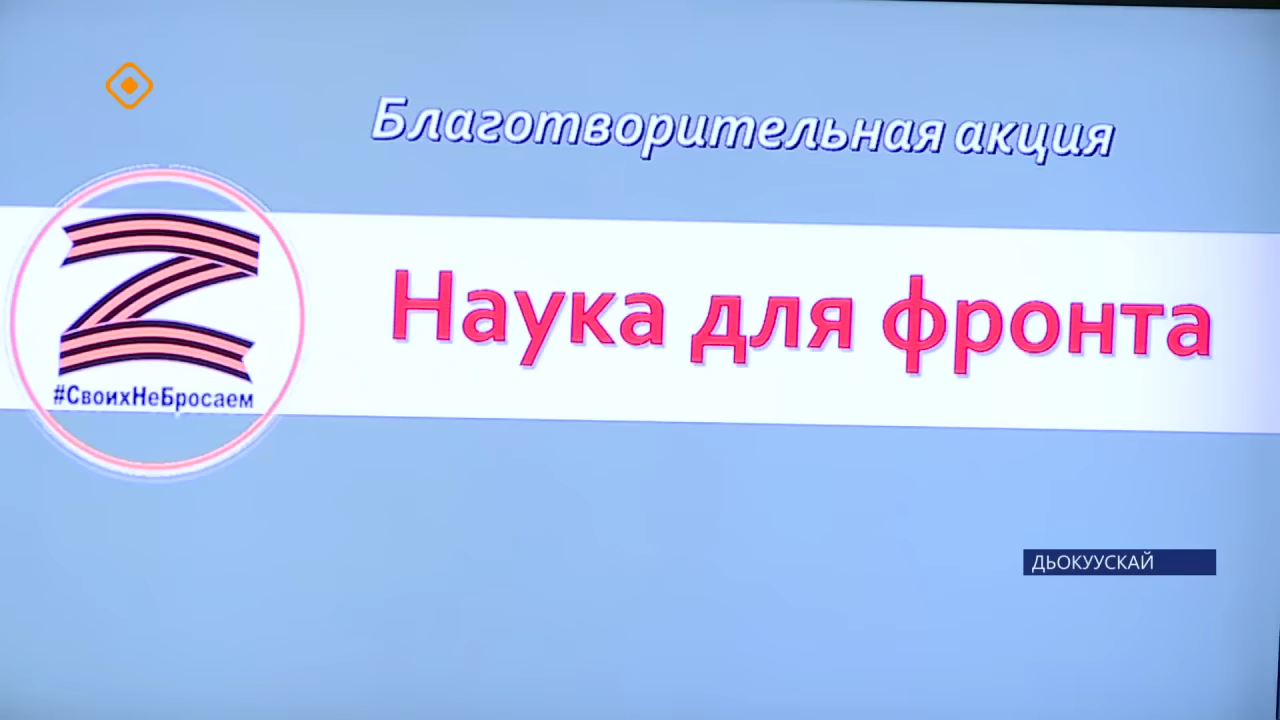 Благотворительная акция
Наука для фронта
Z
#СвоихНеБросаем
ДЬОКУУСКАЙ